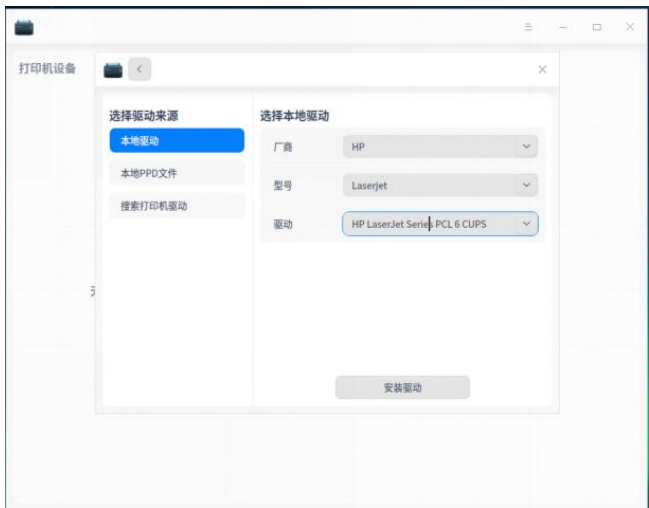 打印机设备
选择驱动来源
本地驱动
本地PPD文件
搜索打印机驱动
选择本地驱动
厂商
HP
型号
Laserjet
驱动
HP LaserJet Series PCL 6 CUPS
安装驱动